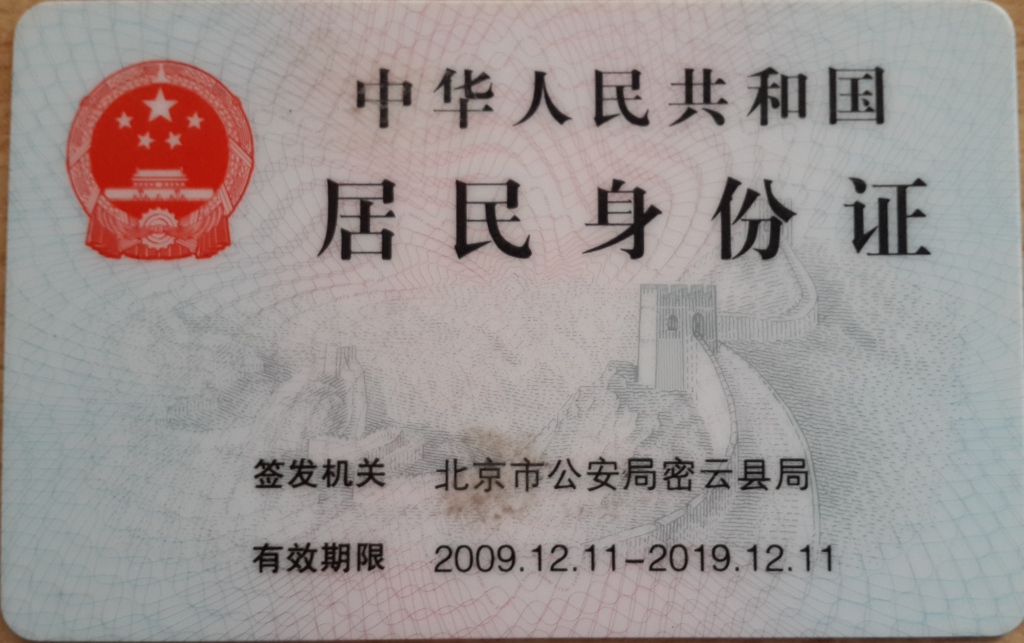 中华人民共和国
居民身份证
签发机关 北京市公安局密云县局
有效期限 2009.12.11-2019.12.11